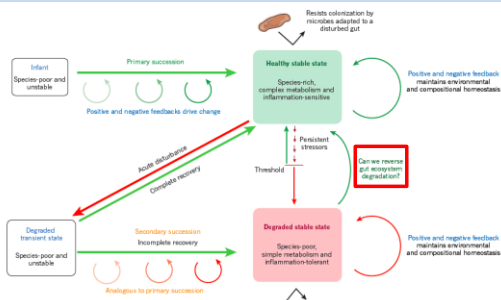 Resists colonization by
microbes adapted to a
disturbed gut
Infant
Species-poor and
unstable
Primary succession
Positive and negative feedbacks drive change
Healthy stable state
Species-rich,
complex metabolism and
inflammation-sensitive
Positive and negative feedback
maintains environmental
and compositional homeostasis
Acute disturbance
Complete recovery
Persistent
stressors
Threshold
Can we reverse
gut ecosystem
degradation?
Degraded
transient state
Species-poor and
unstable
Secondary succession
Incomplete recovery
Analogous to primary succession
Degraded stable state
Species-poor,
simple metabolism and
inflammation-tolerant
Positive and negative feedback
maintains environmental
and compositional homeostasis